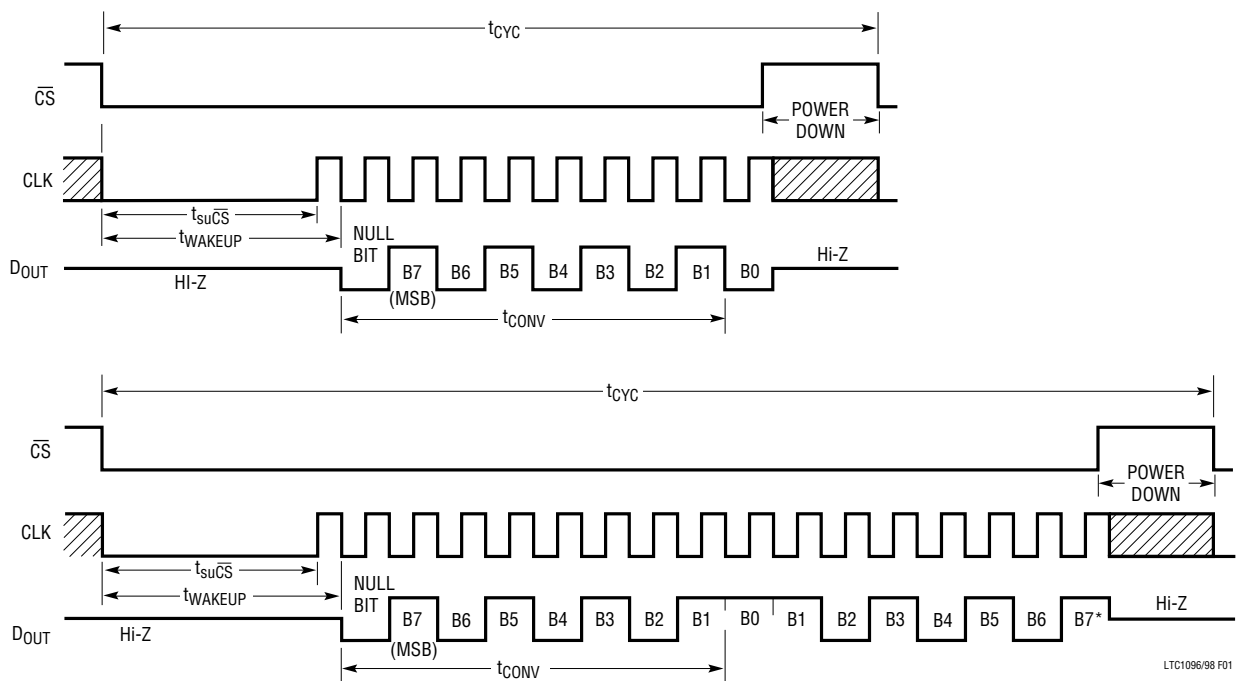 tCYC
CS
POWER
DOWN
CLK
tsuCS
tWAKEUP
NULL
BIT
DOUT
HI-Z
B7
(MSB)
B6
B5
B4
B3
B2
B1
B0
Hi-Z
tCONV
tCYC
CS
POWER
DOWN
CLK
tsuCS
tWAKEUP
NULL
BIT
DOUT
Hi-Z
B7
(MSB)
B6
B5
B4
B3
B2
B1
B0
B1
B2
B3
B4
B5
B6
B7*
Hi-Z
tCONV
LTC1096/98 F01